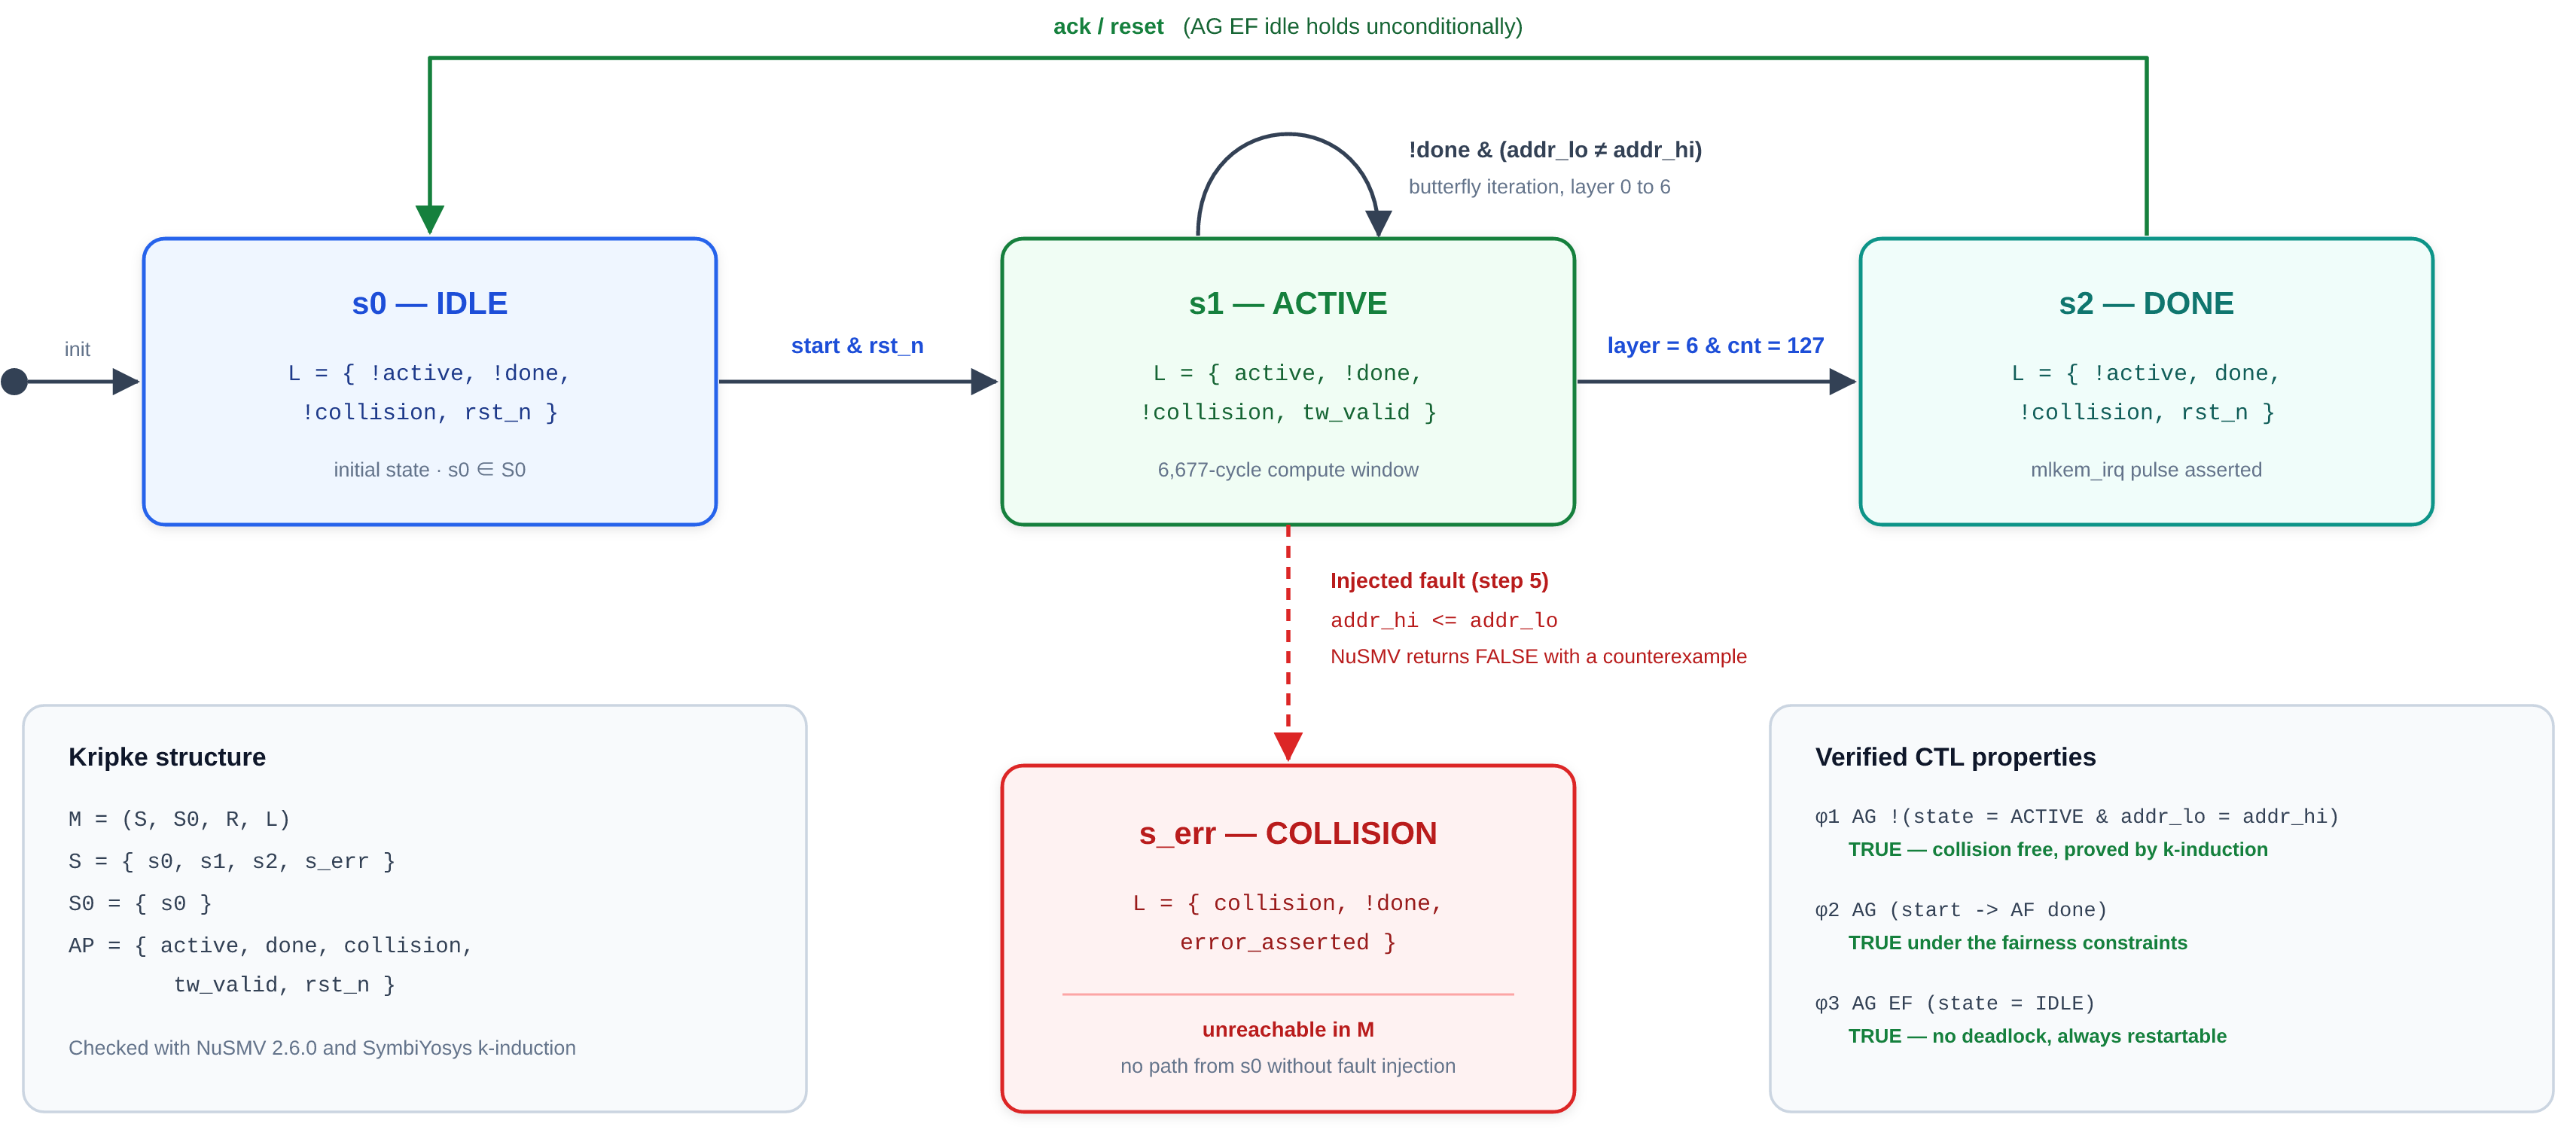 ack / reset (AG EF idle holds unconditionally)
!done & (addr_lo ≠ addr_hi)
butterfly iteration, layer 0 to 6
init
s0 — IDLE
L = { !active, !done,
!collision, rst_n }
initial state · s0 ∈ S0
start & rst_n
s1 — ACTIVE
L = { active, !done,
!collision, tw_valid }
6,677-cycle compute window
layer = 6 & cnt = 127
s2 — DONE
L = { !active, done,
!collision, rst_n }
mlkem_irq pulse asserted
Injected fault (step 5)
addr_hi <= addr_lo
NuSMV returns FALSE with a counterexample
Kripke structure
M = (S, S0, R, L)
S = { s0, s1, s2, s_err }
S0 = { s0 }
AP = { active, done, collision,
tw_valid, rst_n }
Checked with NuSMV 2.6.0 and SymbiYosys k-induction
s_err — COLLISION
L = { collision, !done,
error_asserted }
unreachable in M
no path from s0 without fault injection
Verified CTL properties
φ1 AG !(state = ACTIVE & addr_lo = addr_hi)
TRUE — collision free, proved by k-induction
φ2 AG (start -> AF done)
TRUE under the fairness constraints
φ3 AG EF (state = IDLE)
TRUE — no deadlock, always restartable